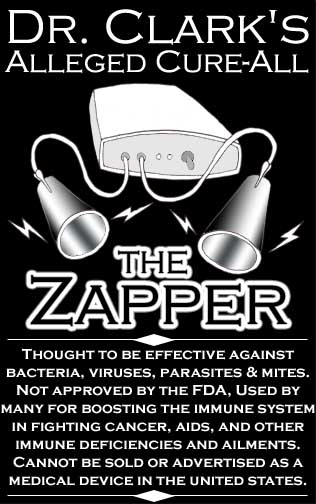 Dr. Clark's
Alleged Cure-All
The
Zapper
Thought to be effective against
bacteria, viruses, parasites & mites.
Not approved by the FDA, Used by
many for boosting the immune system
in fighting cancer, aids, and other
immune deficiencies and ailments.
Cannot be sold or advertised as a
medical device in the united states.